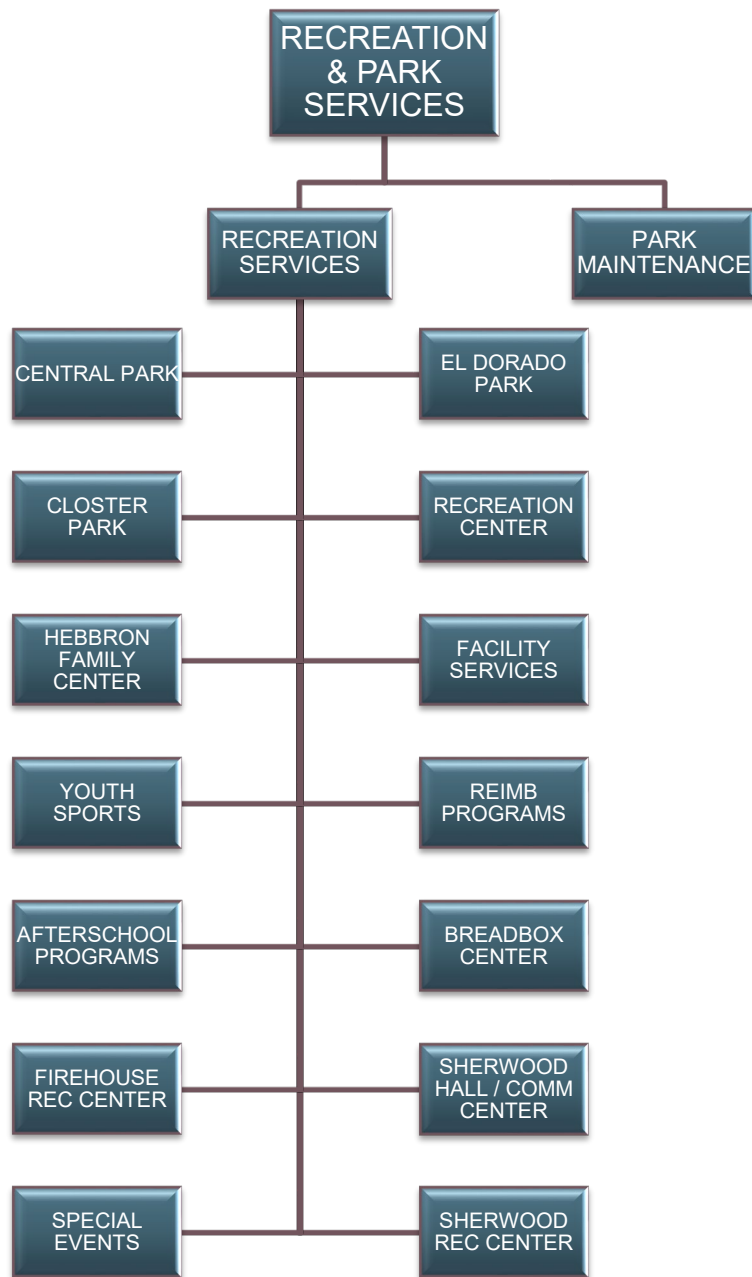 RECREATION
& PARK
SERVICES
RECREATION
SERVICES
PARK
MAINTENANCE
CENTRAL PARK
EL DORADO
PARK
CLOSTER
PARK
RECREATION
CENTER
HEBBRON
FAMILY
CENTER
FACILITY
SERVICES
YOUTH
SPORTS
REIMB
PROGRAMS
AFTERSCHOOL
PROGRAMS
BREADBOX
CENTER
FIREHOUSE
REC CENTER
SHERWOOD
HALL / COMM
CENTER
SPECIAL
EVENTS
SHERWOOD
REC CENTER